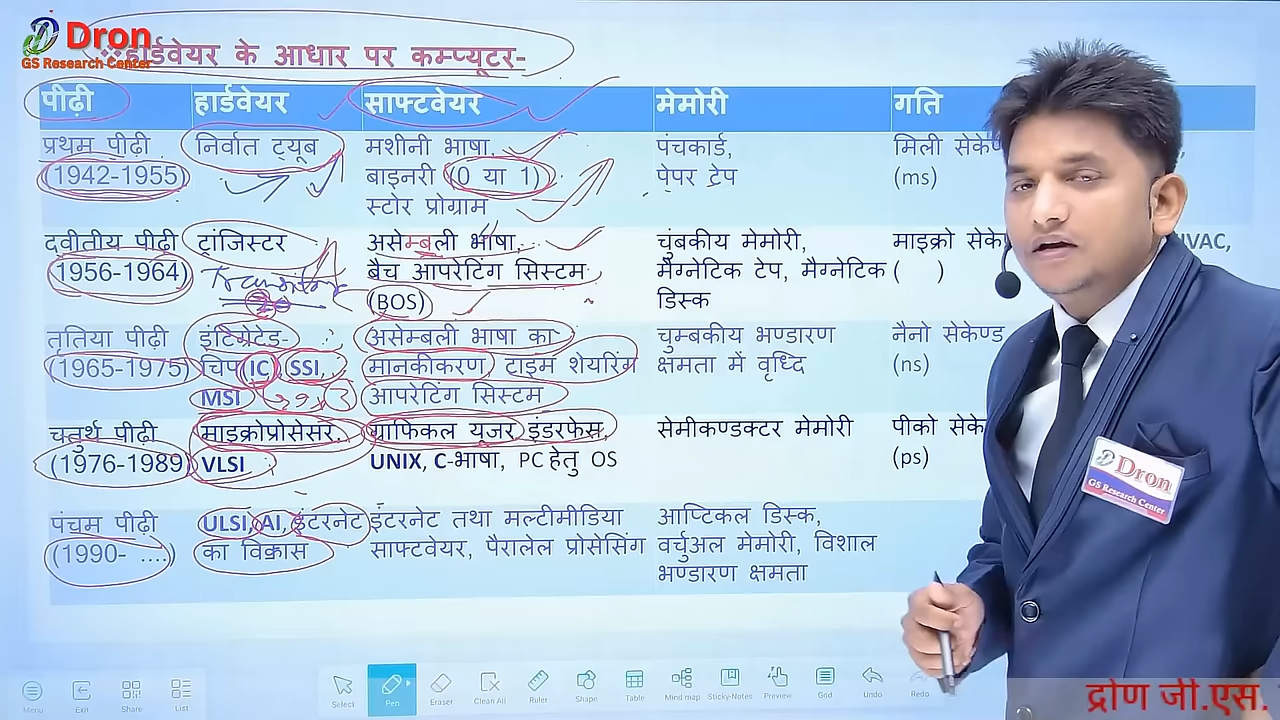 Dron
GS Research Center
❖हार्डवेयर के आधार पर कम्प्यूटर-
पीढ़ी हार्डवेयर साफ्टवेयर मेमोरी गति
प्रथम पीढ़ी निर्वात ट्यूब मशीनी भाषा, पंचकार्ड, मिली
(1942-1955) बाइनरी (0 या 1) पेपर ट्रेप (ms)
स्टोर प्रोग्राम
द्वीतीय पीढ़ी ट्रांजिस्टर असेम्बली भाषा, चुंबकीय मेमोरी, माइक्रो
(1956-1964) बैच आपरेटिंग सिस्टम मैग्नेटिक टेप, मैग्नेटिक ( )
(BOS) डिस्क
तृतिया पीढ़ी इंटिग्रेटेड- असेम्बली भाषा का चुम्बकीय भण्डारण नैनो सेकेण्ड
(1965-1975) चिप(IC) SSI, मानकीकरण, टाइम शेयरिंग क्षमता में वृध्दि (ns)
MSI आपरेटिंग सिस्टम
चतुर्थ पीढ़ी माइक्रोप्रोसेसर, ग्राफिकल यूजर इंडरफेस, सेमीकण्डक्टर मेमोरी पीको
(1976-1989) VLSI UNIX, C-भाषा, PC हेतु OS (ps)
पंचम पीढ़ी ULSI, AI, इंटरनेट इंटरनेट तथा मल्टीमीडिया आप्टिकल डिस्क,
(1990- ....) का विकास साफ्टवेयर, पैरालेल प्रोसेसिंग वर्चुअल मेमोरी, विशाल
भण्डारण क्षमता
Dron
GS Research Center
Menu Exit Share List Select Pen Eraser Clean All Ruler Shape Table Mind map Sticky-Notes Preview Grid Undo Redo
द्रोण जी.एस.